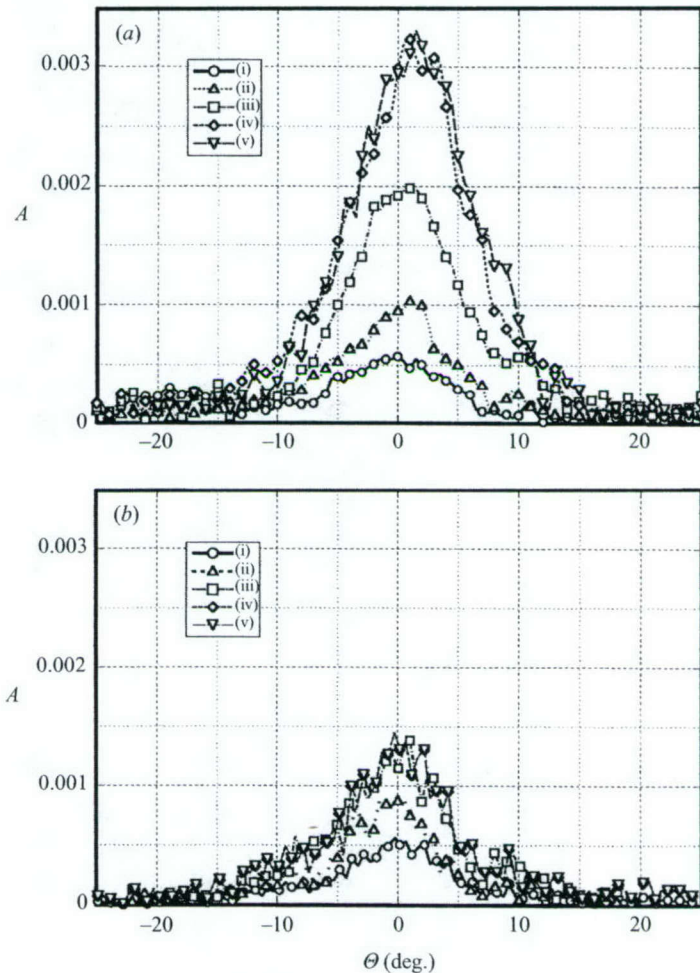 (a)
0.003
(i)
(ii)
(iii)
(iv)
(v)
0.002
A
0.001
0
–20
–10
0
10
20
(b)
0.003
(i)
(ii)
(iii)
(iv)
(v)
0.002
A
0.001
0
–20
–10
0
10
20
Θ (deg.)